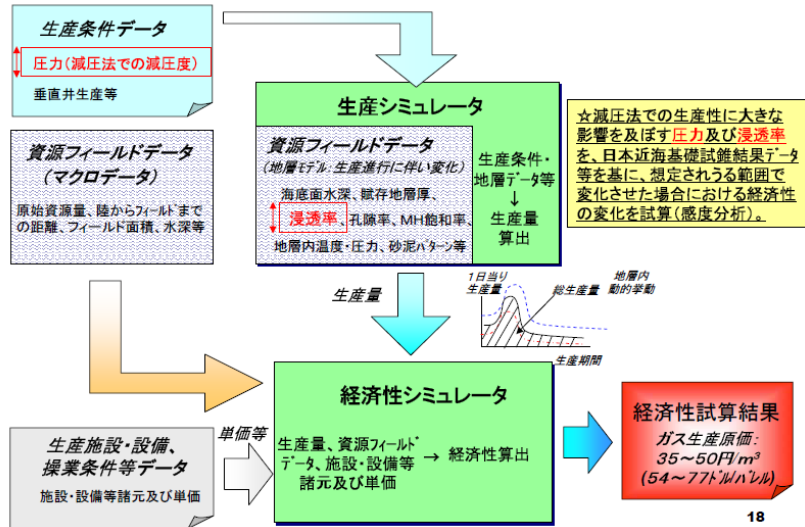 生産条件データ
圧力(減圧法での減圧度)
垂直井生産等
資源フィールドデータ
(マクロデータ)
原始資源量、陸からフィールドまで
の距離、フィールド面積、水深等
生産シミュレータ
資源フィールドデータ
(地層モデル:生産進行に伴い変化)
海底面水深、賦存地層厚、
浸透率、孔隙率、MH飽和率、
地層内温度・圧力、砂泥パターン等
生産条件・
地層データ等
↓
生産量
算出
☆減圧法での生産性に大きな
影響を及ぼす圧力及び浸透率
を、日本近海基礎試錐結果データ
等を基に、想定されうる範囲で
変化させた場合における経済性
の変化を試算(感度分析)。
生産量
1日当り
生産量
総生産量
地層内
動的挙動
生産期間
経済性シミュレータ
生産量、資源フィールド
データ、施設・設備等
諸元及び単価
→ 経済性算出
生産施設・設備、
操業条件等データ
施設・設備等諸元及び単価
単価等
経済性試算結果
ガス生産原価:
35~50円/m³
(54~77ドル/バレル)
18